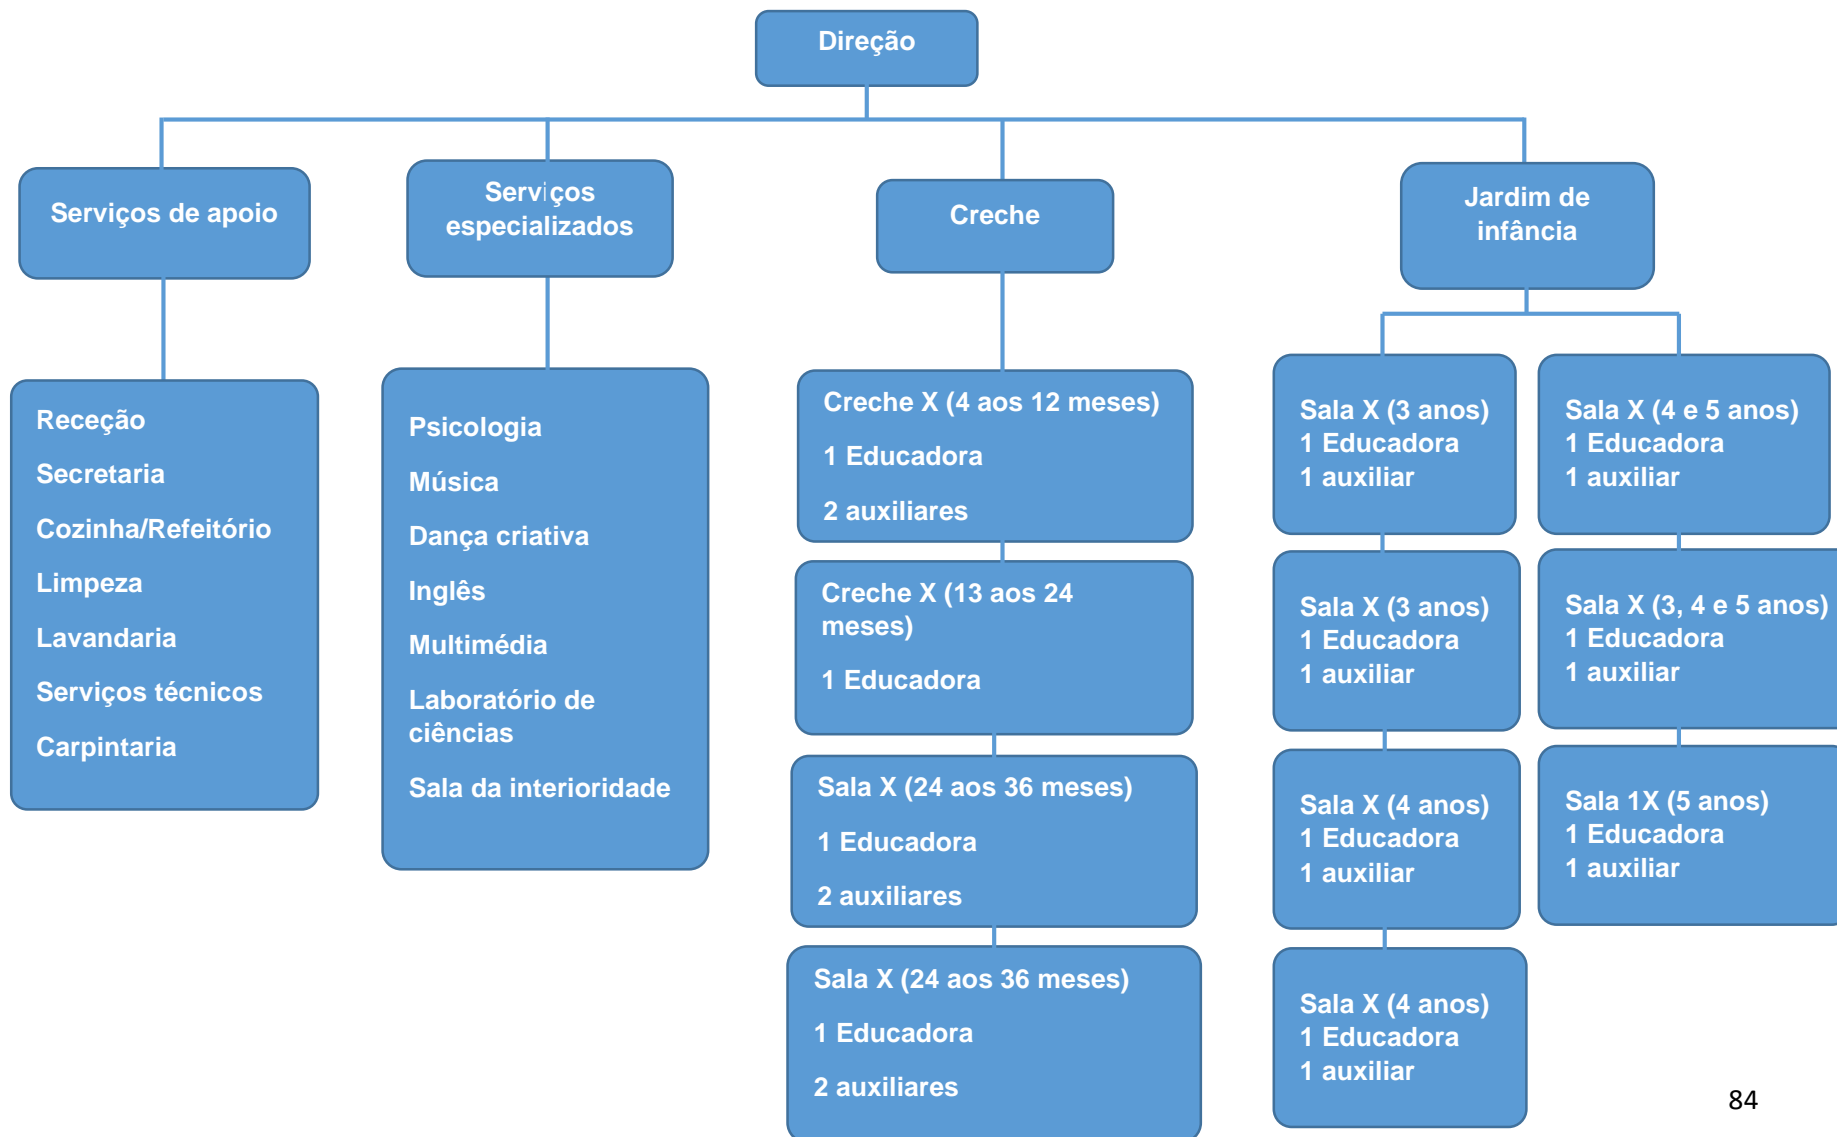 Direção
Serviços de apoio
Serviços
especializados
Creche
Jardim de
infância
Receção
Secretaria
Cozinha/Refeitório
Limpeza
Lavandaria
Serviços técnicos
Carpintaria
Psicologia
Música
Dança criativa
Inglês
Multimédia
Laboratório de
ciências
Sala da interioridade
Creche X (4 aos 12 meses)
1 Educadora
2 auxiliares
Creche X (13 aos 24
meses)
1 Educadora
Sala X (24 aos 36 meses)
1 Educadora
2 auxiliares
Sala X (24 aos 36 meses)
1 Educadora
2 auxiliares
Sala X (3 anos)
1 Educadora
1 auxiliar
Sala X (3 anos)
1 Educadora
1 auxiliar
Sala X (4 anos)
1 Educadora
1 auxiliar
Sala X (4 anos)
1 Educadora
1 auxiliar
Sala X (4 e 5 anos)
1 Educadora
1 auxiliar
Sala X (3, 4 e 5 anos)
1 Educadora
1 auxiliar
Sala 1X (5 anos)
1 Educadora
1 auxiliar
84